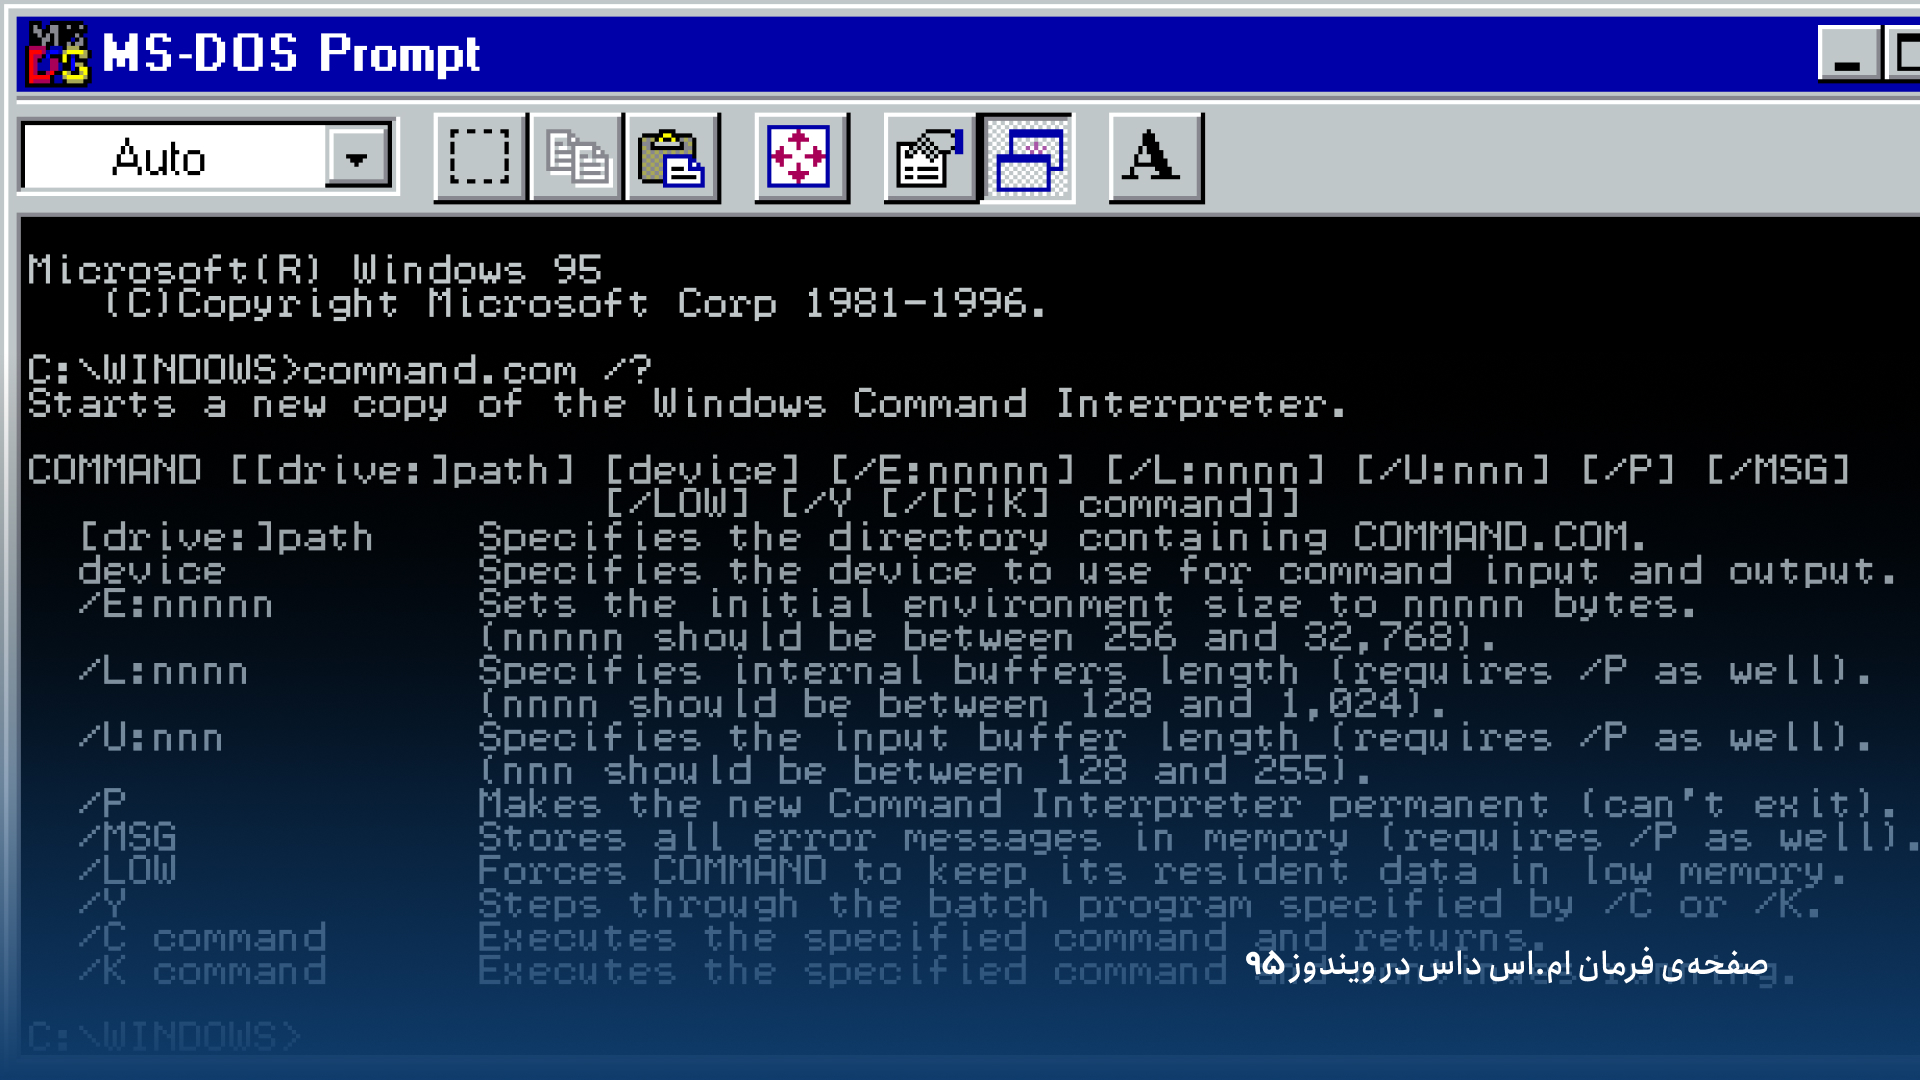 MS-DOS Prompt
Auto
A
Microsoft(R) Windows 95
(C)Copyright Microsoft Corp 1981-1996.
C:\WINDOWS>command.com /?
Starts a new copy of the Windows Command Interpreter.
COMMAND [[drive:]path] [device] [/E:nnnnn] [/L:nnnn] [/U:nnn] [/P] [/MSG]
[/LOW] [/Y [/[C¦K] command]]
[drive:]path Specifies the directory containing COMMAND.COM.
device Specifies the device to use for command input and output.
/E:nnnnn Sets the initial environment size to nnnnn bytes.
(nnnnn should be between 256 and 32,768).
/L:nnnn Specifies internal buffers length (requires /P as well).
(nnnn should be between 128 and 1,024).
/U:nnn Specifies the input buffer length (requires /P as well).
(nnn should be between 128 and 255).
/P Makes the new Command Interpreter permanent (can't exit).
/MSG Stores all error messages in memory (requires /P as well).
/LOW Forces COMMAND to keep its resident data in low memory.
/Y Steps through the batch program specified by /C or /K.
/C command Executes the specified command and returns.
/K command Executes the specified command and continues running.
صفحه‌ی فرمان ام.اس داس در ویندوز ۹۵
C:\WINDOWS>